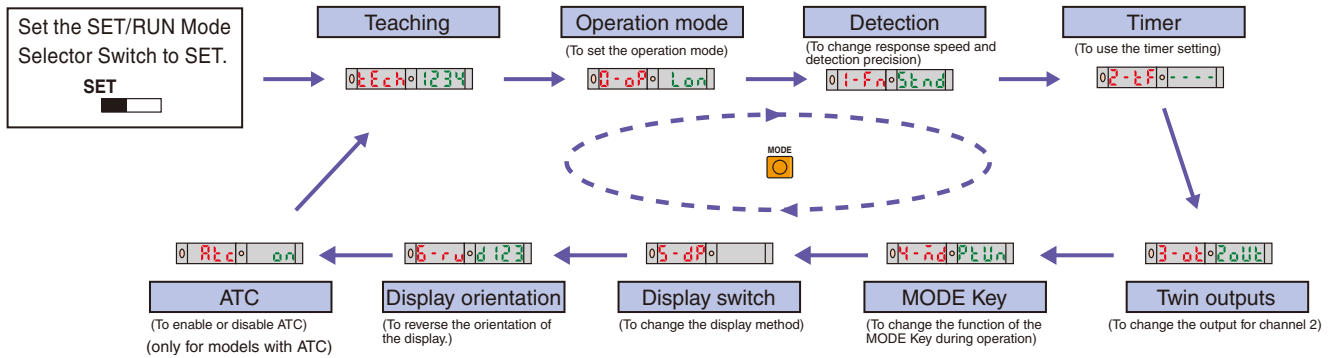 Set the SET/RUN Mode
Selector Switch to SET.
SET
Teaching
tEch 1234
Operation mode
(To set the operation mode)
0-oP Lon
Detection
(To change response speed and
detection precision)
1-Fn Stnd
Timer
(To use the timer setting)
2-tF ----
MODE
Atc on
ATC
(To enable or disable ATC)
(only for models with ATC)
6-ru d123
Display orientation
(To reverse the orientation of
the display.)
5-dP
Display switch
(To change the display method)
4-md PtUn
MODE Key
(To change the function of the
MODE Key during operation)
3-ot 2oUt
Twin outputs
(To change the output for channel 2)